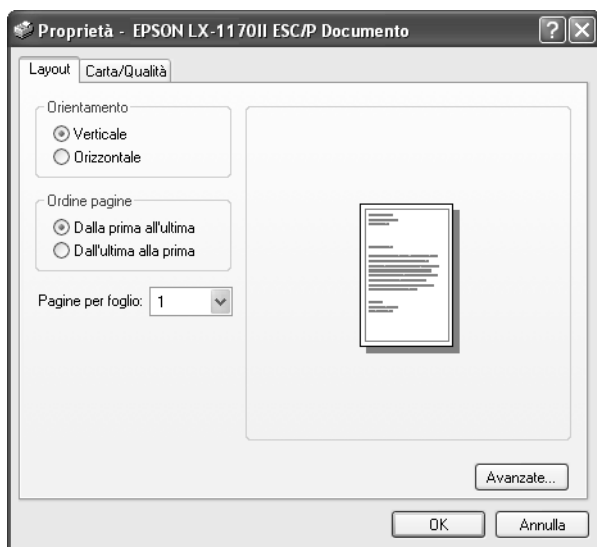 Proprietà - EPSON LX-1170II ESC/P Documento
Layout
Carta/Qualità
Orientamento
Verticale
Orizzontale
Ordine pagine
Dalla prima all'ultima
Dall'ultima alla prima
Pagine per foglio: 1
Avanzate...
OK
Annulla